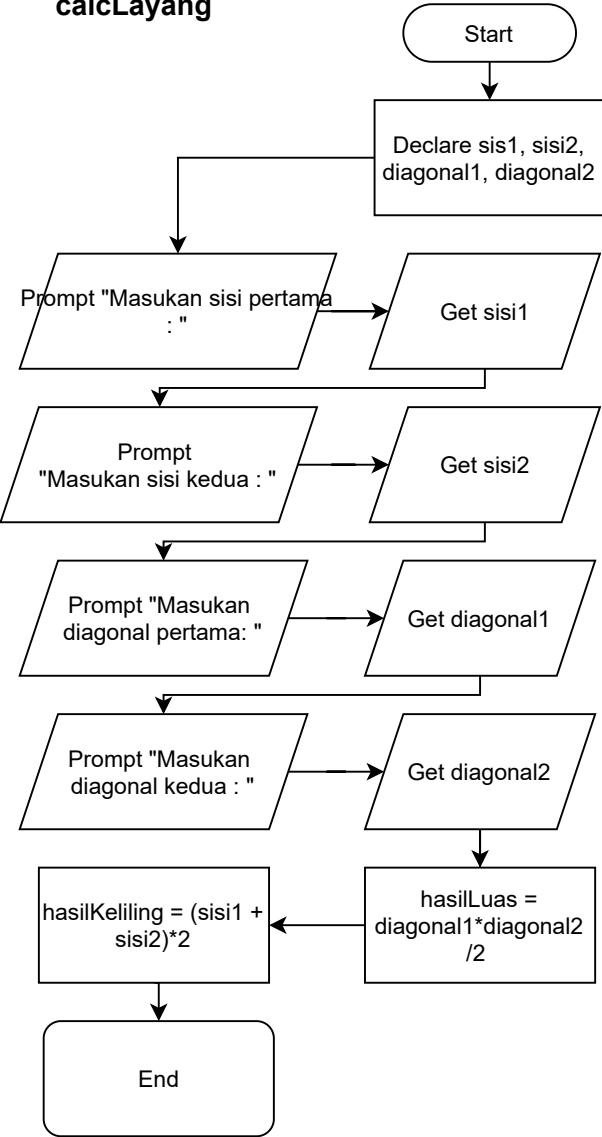 calcLayang
Start
Declare sis1, sisi2,
diagonal1, diagonal2
Prompt "Masukan sisi pertama
: "
Get sisi1
Prompt
"Masukan sisi kedua : "
Get sisi2
Prompt "Masukan
diagonal pertama: "
Get diagonal1
Prompt "Masukan
diagonal kedua : "
Get diagonal2
hasilLuas =
diagonal1*diagonal2
/2
hasilKeliling = (sisi1 +
sisi2)*2
End